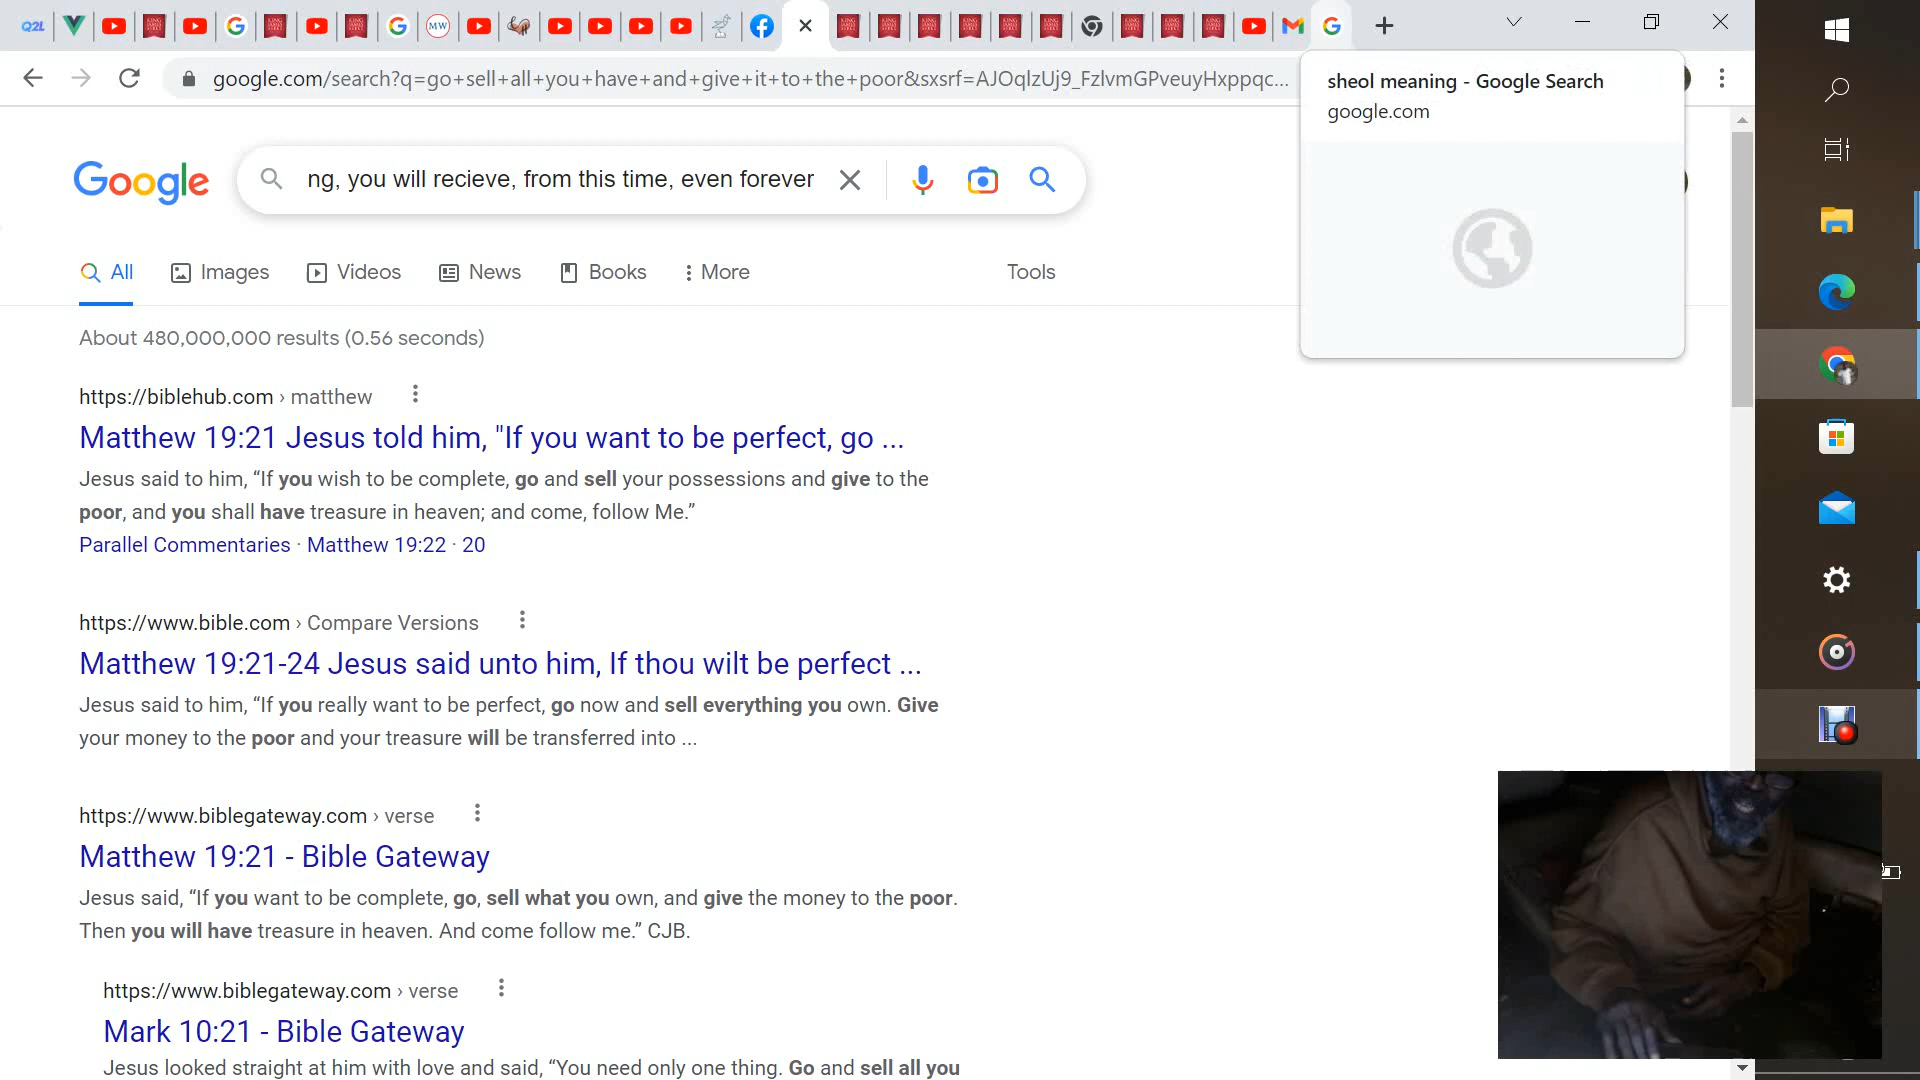 Q2L
MW
google.com/search?q=go+sell+all+you+have+and+give+it+to+the+poor&sxsrf=AJOqlzUj9_FzlvmGPveuyHxppqc...
sheol meaning - Google Search
google.com
Google
ng, you will recieve, from this time, even forever
All
Images
Videos
News
Books
More
Tools
About 480,000,000 results (0.56 seconds)
https://biblehub.com › matthew
Matthew 19:21 Jesus told him, "If you want to be perfect, go ...
Jesus said to him, “If you wish to be complete, go and sell your possessions and give to the
poor, and you shall have treasure in heaven; and come, follow Me.”
Parallel Commentaries · Matthew 19:22 · 20
https://www.bible.com › Compare Versions
Matthew 19:21-24 Jesus said unto him, If thou wilt be perfect ...
Jesus said to him, “If you really want to be perfect, go now and sell everything you own. Give
your money to the poor and your treasure will be transferred into ...
https://www.biblegateway.com › verse
Matthew 19:21 - Bible Gateway
Jesus said, “If you want to be complete, go, sell what you own, and give the money to the poor.
Then you will have treasure in heaven. And come follow me.” CJB.
https://www.biblegateway.com › verse
Mark 10:21 - Bible Gateway
Jesus looked straight at him with love and said, “You need only one thing. Go and sell all you